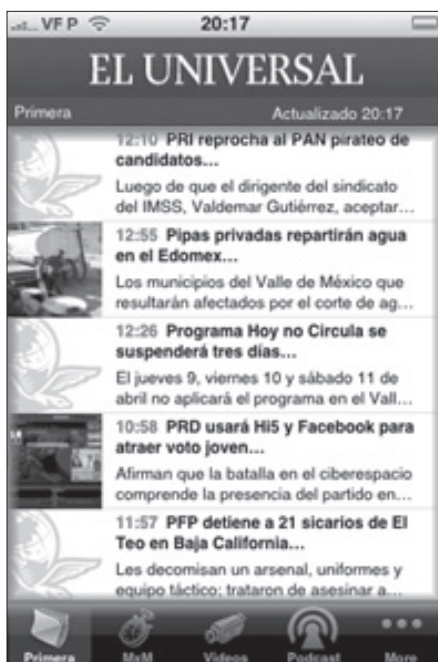 VF P 20:17
EL UNIVERSAL
Primera Actualizado 20:17
12:10 PRI reprocha al PAN pirateo de
candidatos...
Luego de que el dirigente del sindicato
del IMSS, Valdemar Gutiérrez, aceptar...
12:55 Pipas privadas repartirán agua
en el Edomex...
Los municipios del Valle de México que
resultarán afectados por el corte de ag...
12:26 Programa Hoy no Circula se
suspenderá tres días...
El jueves 9, viernes 10 y sábado 11 de
abril no aplicará el programa en el Vall...
10:58 PRD usará Hi5 y Facebook para
atraer voto joven...
Afirman que la batalla en el ciberespacio
comprende la presencia del partido en...
11:57 PFP detiene a 21 sicarios de El
Teo en Baja California...
Les decomisan un arsenal, uniformes y
equipo táctico; trataron de asesinar a...
Primera MxM Videos Podcast More